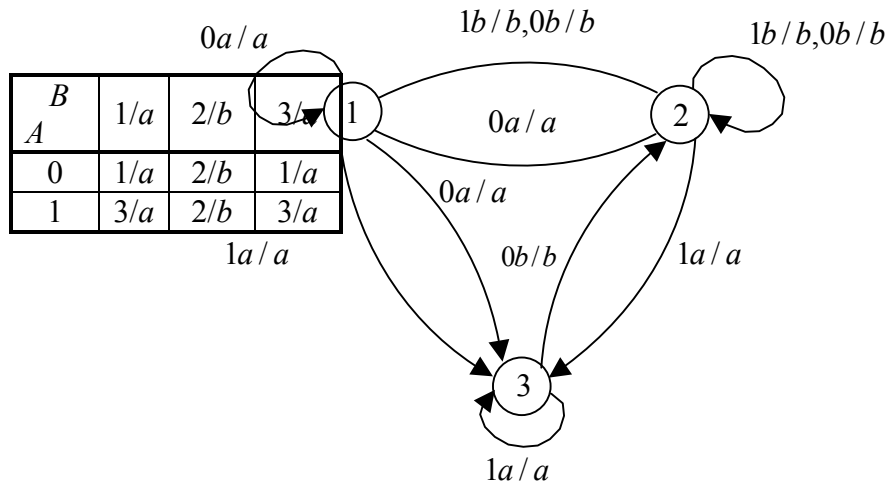 0a / a
1b / b,0b / b
1b / b,0b / b
B
A
1/a 2/b 3/a
0 1/a 2/b 1/a
1 3/a 2/b 3/a
1
2
0a / a
0a / a
1a / a
0b / b
1a / a
3
1a / a